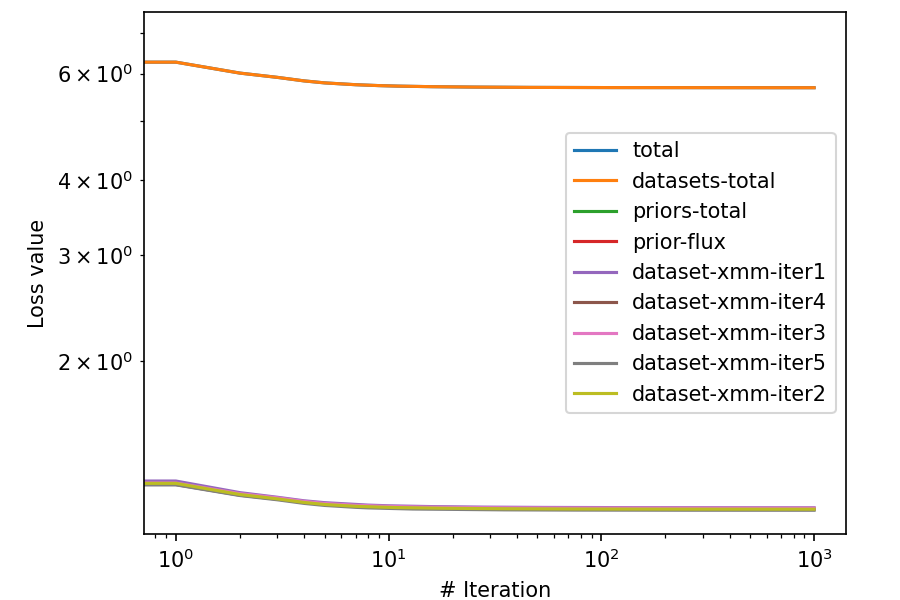 6 × 10⁰
4 × 10⁰
3 × 10⁰
2 × 10⁰
Loss value
total
datasets-total
priors-total
prior-flux
dataset-xmm-iter1
dataset-xmm-iter4
dataset-xmm-iter3
dataset-xmm-iter5
dataset-xmm-iter2
10⁰ 10¹ 10² 10³
# Iteration